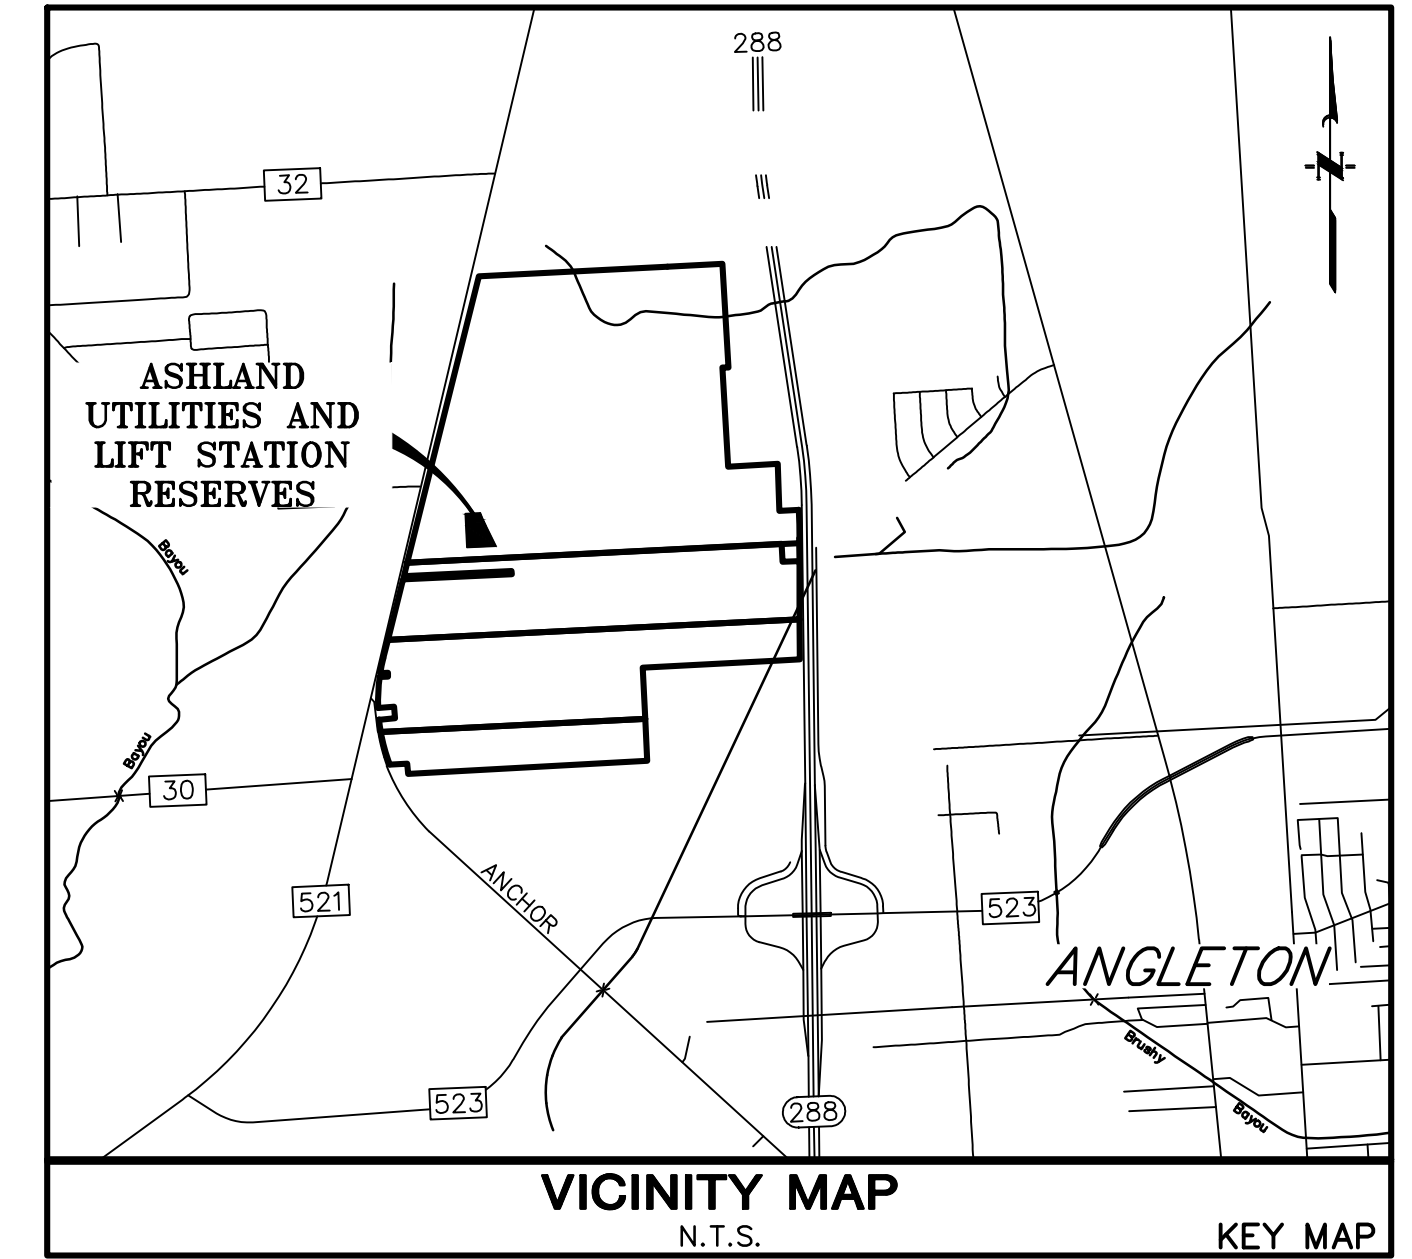 288
N
32
ASHLAND
UTILITIES AND
LIFT STATION
RESERVES
Bayou
Bayou
30
521
ANCHOR
523
ANGLETON
Brushy
Bayou
523
288
VICINITY MAP
N.T.S.
KEY MAP